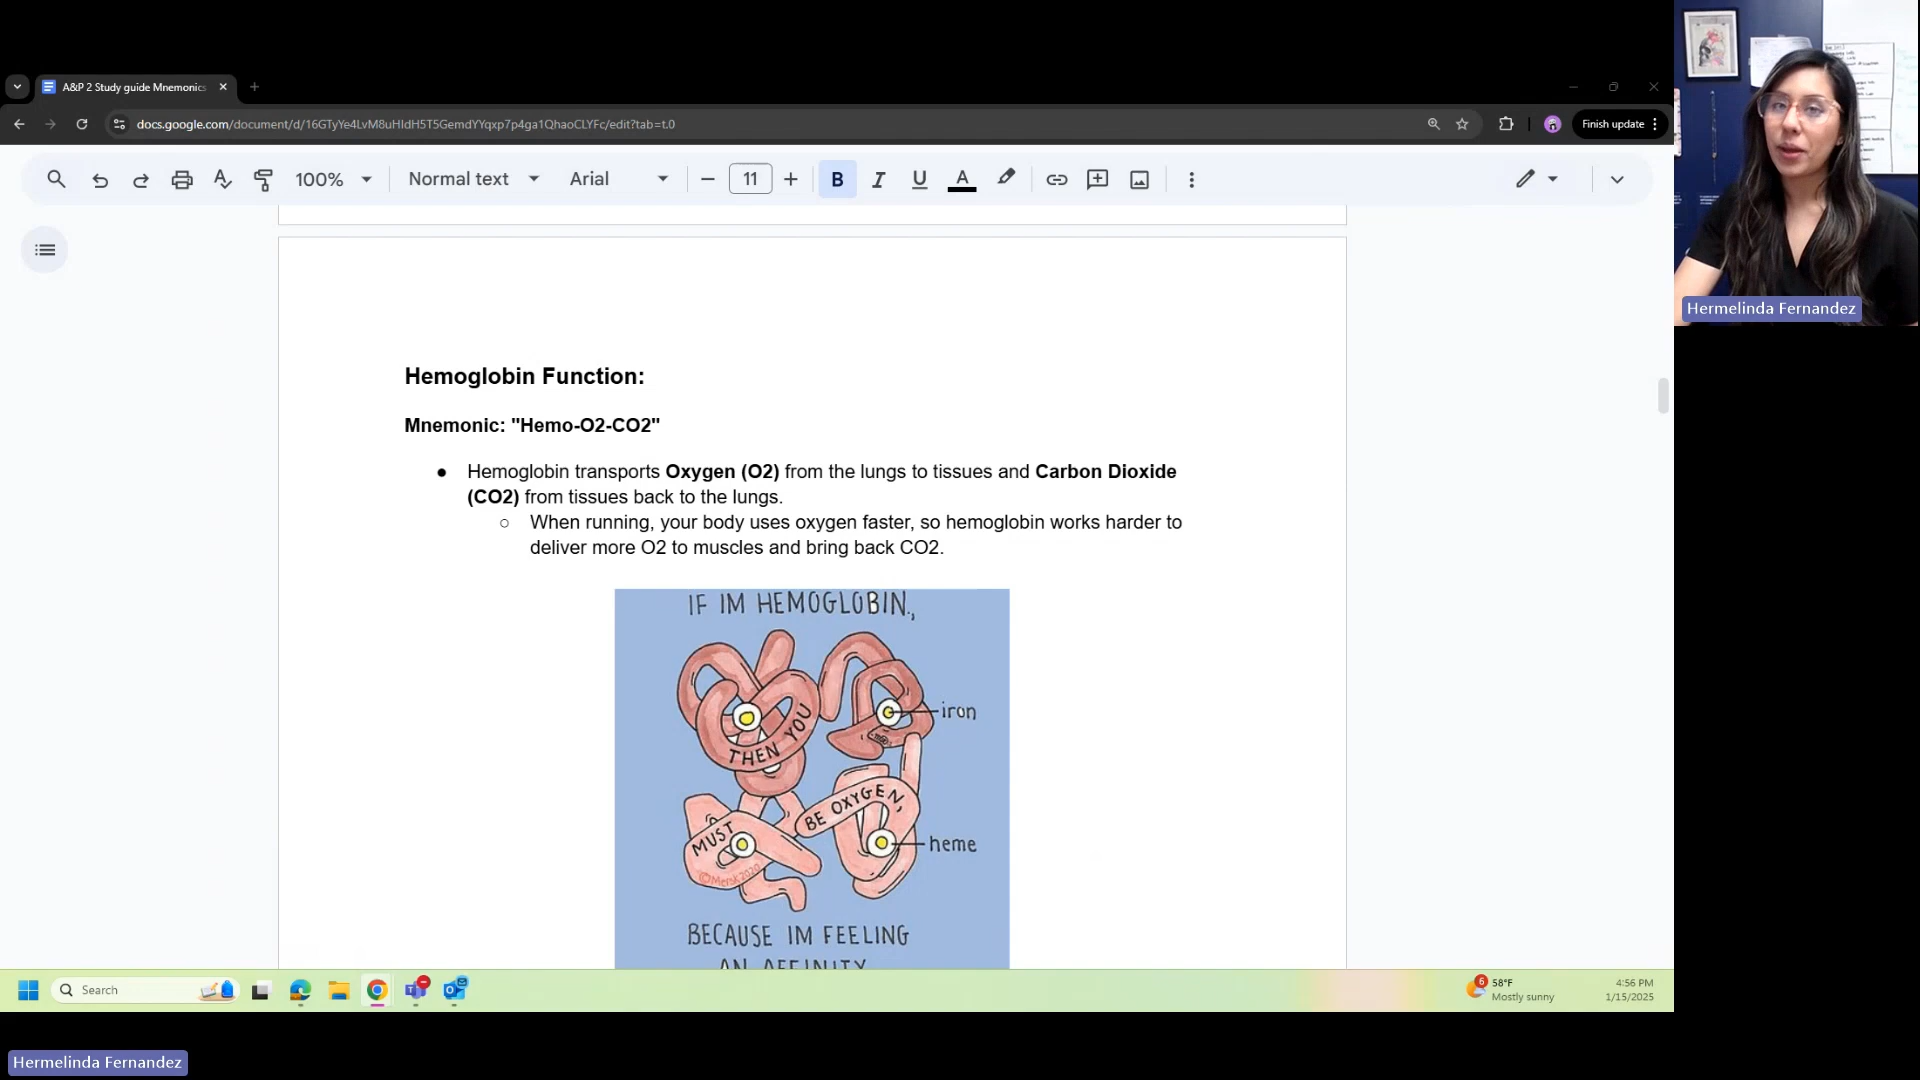 A&P 2 Study guide Mnemonics
docs.google.com/document/d/16GTyYe4LvM8uHIdH5T5GemdYYqxp7p4ga1QhaoCLYFc/edit?tab=t.0
Finish update
100%
Normal text
Arial
11
B
I
U
A
Hemoglobin Function:
Mnemonic: "Hemo-O2-CO2"
● Hemoglobin transports Oxygen (O2) from the lungs to tissues and Carbon Dioxide
(CO2) from tissues back to the lungs.
○ When running, your body uses oxygen faster, so hemoglobin works harder to
deliver more O2 to muscles and bring back CO2.
IF IM HEMOGLOBIN,
THEN YOU
iron
MUST
BE OXYGEN,
heme
©Mersk2020
BECAUSE IM FEELING
AN AFFINITY
Search
6
58°F
Mostly sunny
4:56 PM
1/15/2025
Hermelinda Fernandez
Hermelinda Fernandez